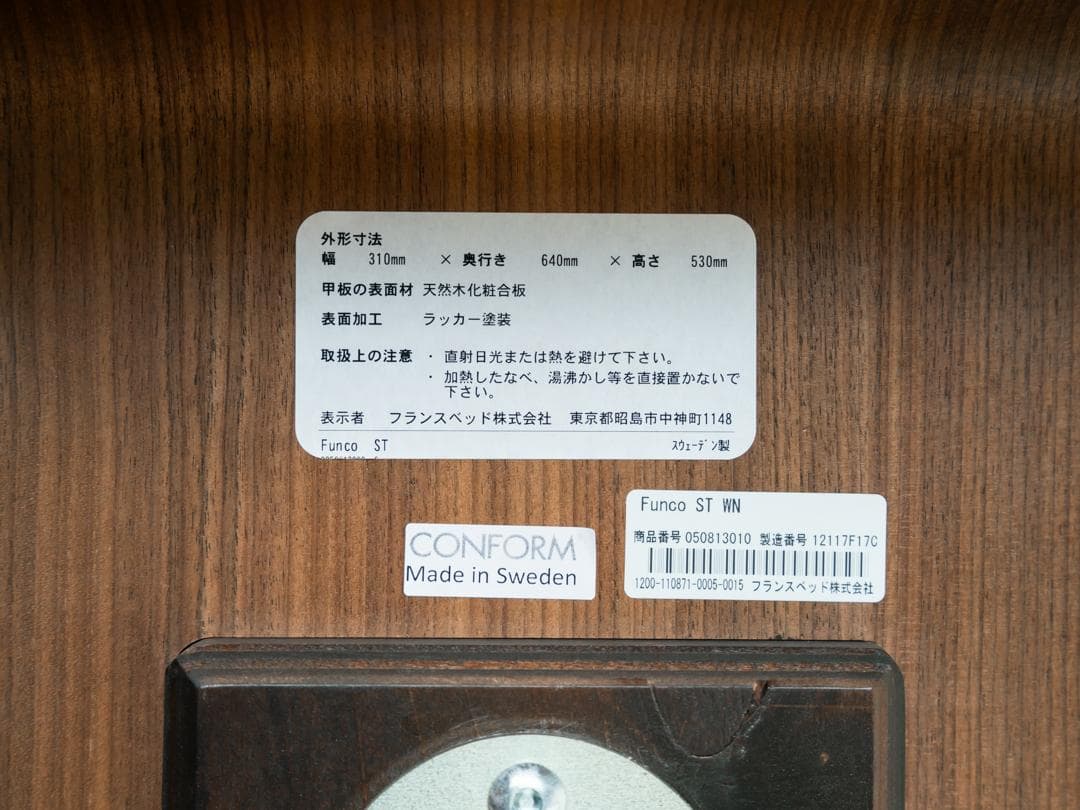 外形寸法
幅 310mm × 奥行き 640mm × 高さ 530mm
甲板の表面材 天然木化粧合板
表面加工 ラッカー塗装
取扱上の注意 ・ 直射日光または熱を避けて下さい。
・ 加熱したなべ、湯沸かし等を直接置かないで
下さい。
表示者 フランスベッド株式会社 東京都昭島市中神町1148
Funco ST ｽｳｪｰﾃﾞﾝ製
CONFORM
Made in Sweden
Funco ST WN
商品番号 050813010 製造番号 12117F17C
1200-110871-0005-0015 フランスベッド株式会社